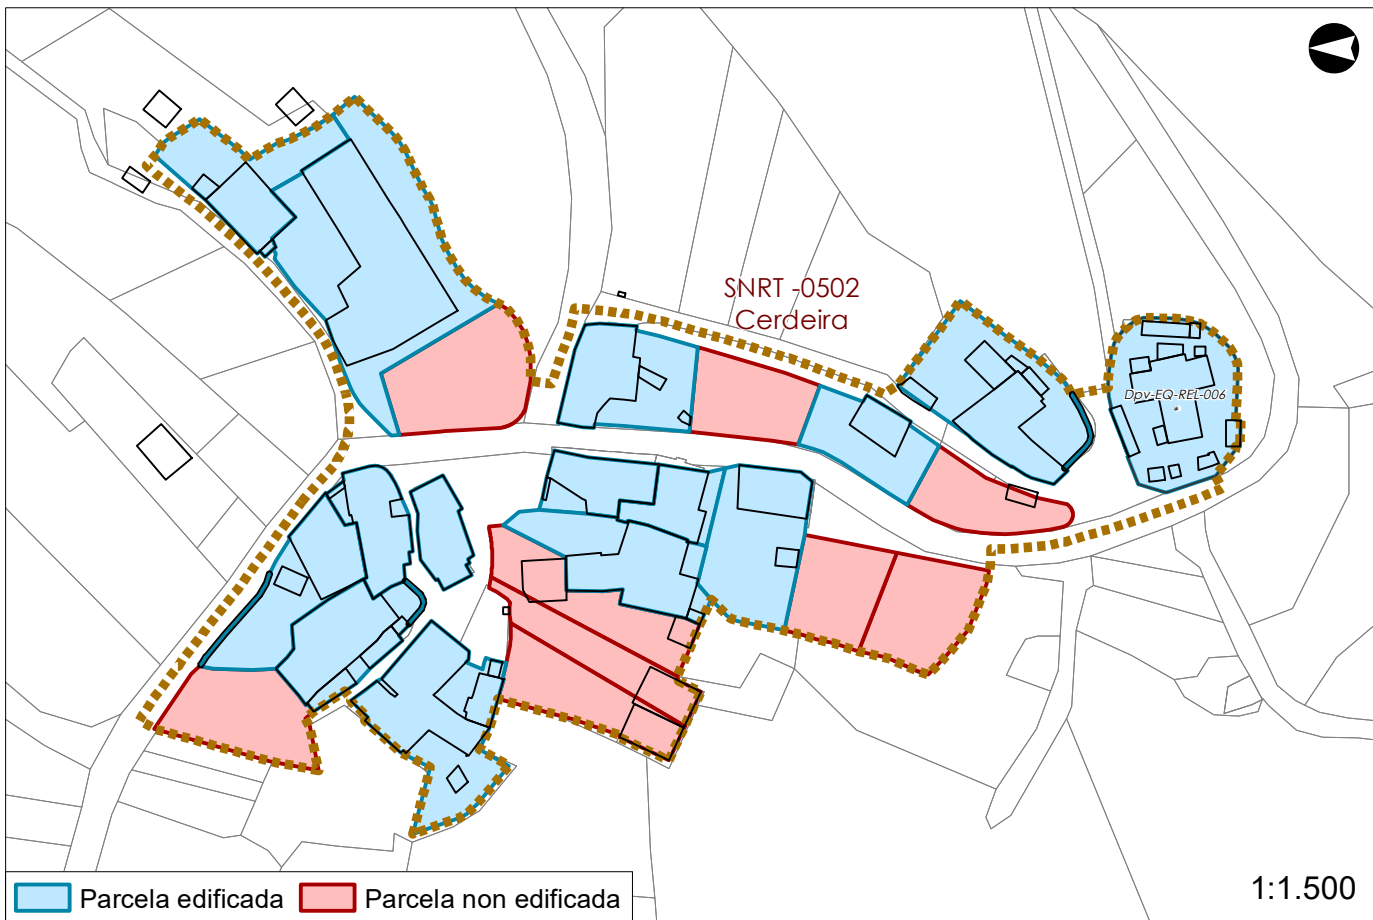 SNRT -0502
Cerdeira
Dpv-EQ-REL-006
Parcela edificada
Parcela non edificada
1:1.500